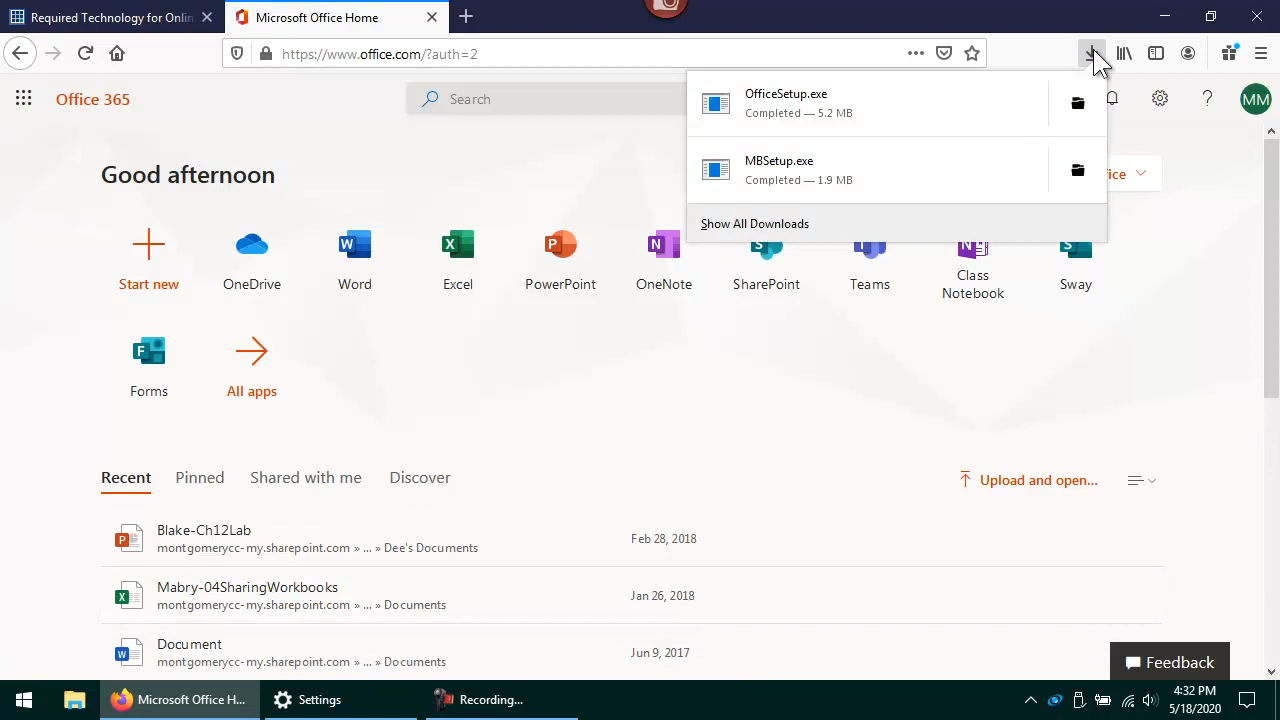 Required Technology for Onlin
Microsoft Office Home
https://www.office.com/?auth=2
Office 365
Search
MM
OfficeSetup.exe
Completed — 5.2 MB
MBSetup.exe
Completed — 1.9 MB
Show All Downloads
Good afternoon
ice
Start new
OneDrive
Word
Excel
PowerPoint
OneNote
SharePoint
Teams
Class
Notebook
Sway
Forms
All apps
Recent
Pinned
Shared with me
Discover
Upload and open...
Blake-Ch12Lab
montgomerycc-my.sharepoint.com » ... » Dee's Documents
Feb 28, 2018
Mabry-04SharingWorkbooks
montgomerycc-my.sharepoint.com » ... » Documents
Jan 26, 2018
Document
montgomerycc-my.sharepoint.com » ... » Documents
Jun 9, 2017
Feedback
Microsoft Office H...
Settings
Recording...
4:32 PM
5/18/2020